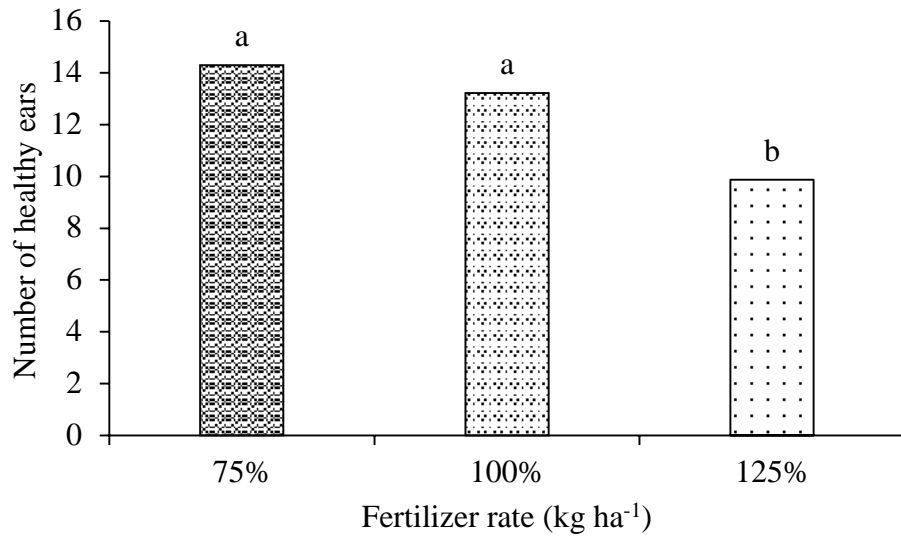 Number of healthy ears
16
14
12
10
8
6
4
2
0
a
a
b
75%
100%
125%
Fertilizer rate (kg ha⁻¹)